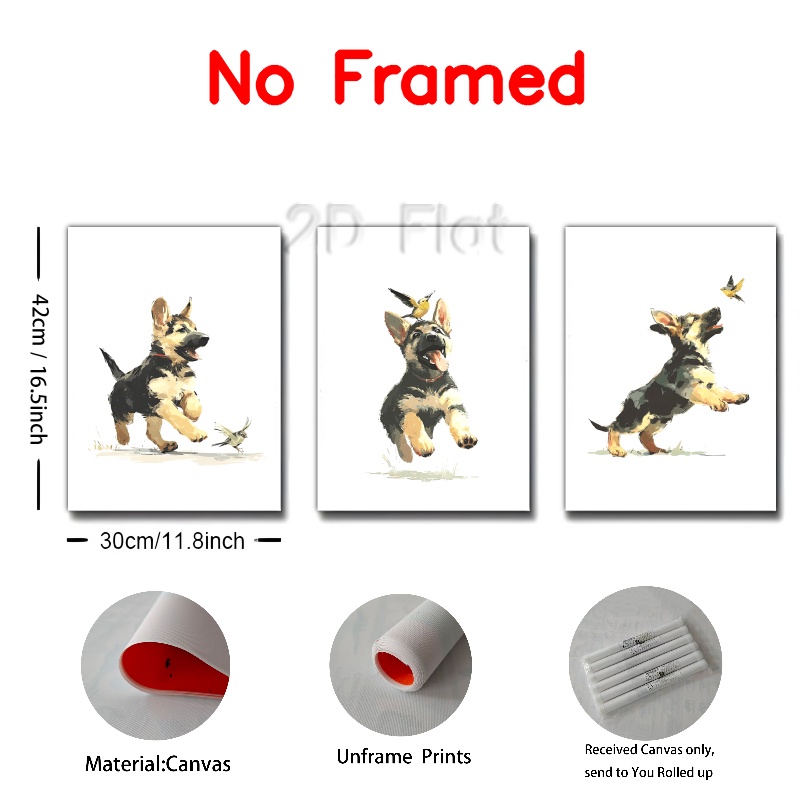 No Framed
2D Flat
42cm / 16.5inch
30cm/11.8inch
Material:Canvas
Unframe Prints
Received Canvas only,
send to You Rolled up